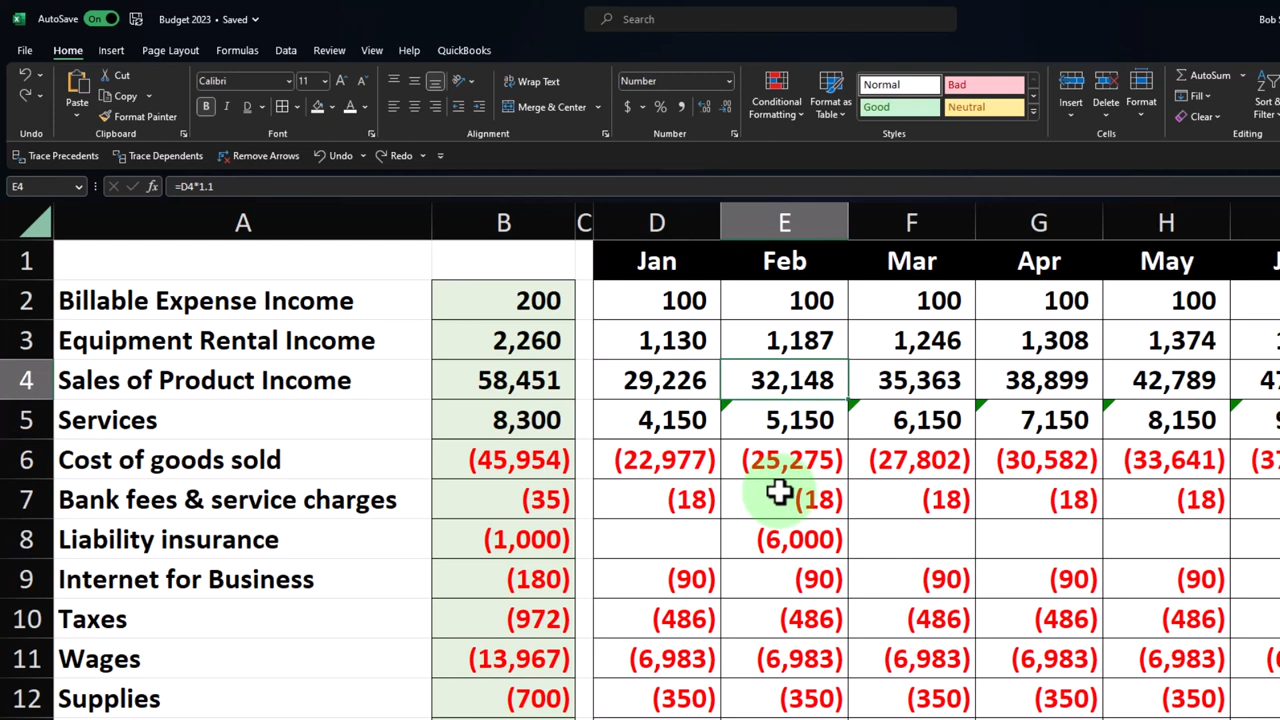 AutoSave On Budget 2023 • Saved Search Bob S
File Home Insert Page Layout Formulas Data Review View Help QuickBooks
Cut Calibri 11 Wrap Text Number Normal Bad AutoSum
Paste Copy Merge & Center Conditional Formatting Format as Table Good Neutral Insert Delete Format Fill
Format Painter Clear
Undo Clipboard Font Alignment Number Styles Cells Editing
Trace Precedents Trace Dependents Remove Arrows Undo Redo
E4 fx =D4*1.1
A B C D E F G H
1 Jan Feb Mar Apr May
2 Billable Expense Income 200 100 100 100 100 100
3 Equipment Rental Income 2,260 1,130 1,187 1,246 1,308 1,374
4 Sales of Product Income 58,451 29,226 32,148 35,363 38,899 42,789 47
5 Services 8,300 4,150 5,150 6,150 7,150 8,150
6 Cost of goods sold (45,954) (22,977) (25,275) (27,802) (30,582) (33,641) (37
7 Bank fees & service charges (35) (18) (18) (18) (18) (18)
8 Liability insurance (1,000) (6,000)
9 Internet for Business (180) (90) (90) (90) (90) (90)
10 Taxes (972) (486) (486) (486) (486) (486)
11 Wages (13,967) (6,983) (6,983) (6,983) (6,983) (6,983)
12 Supplies (700) (350) (350) (350) (350) (350)